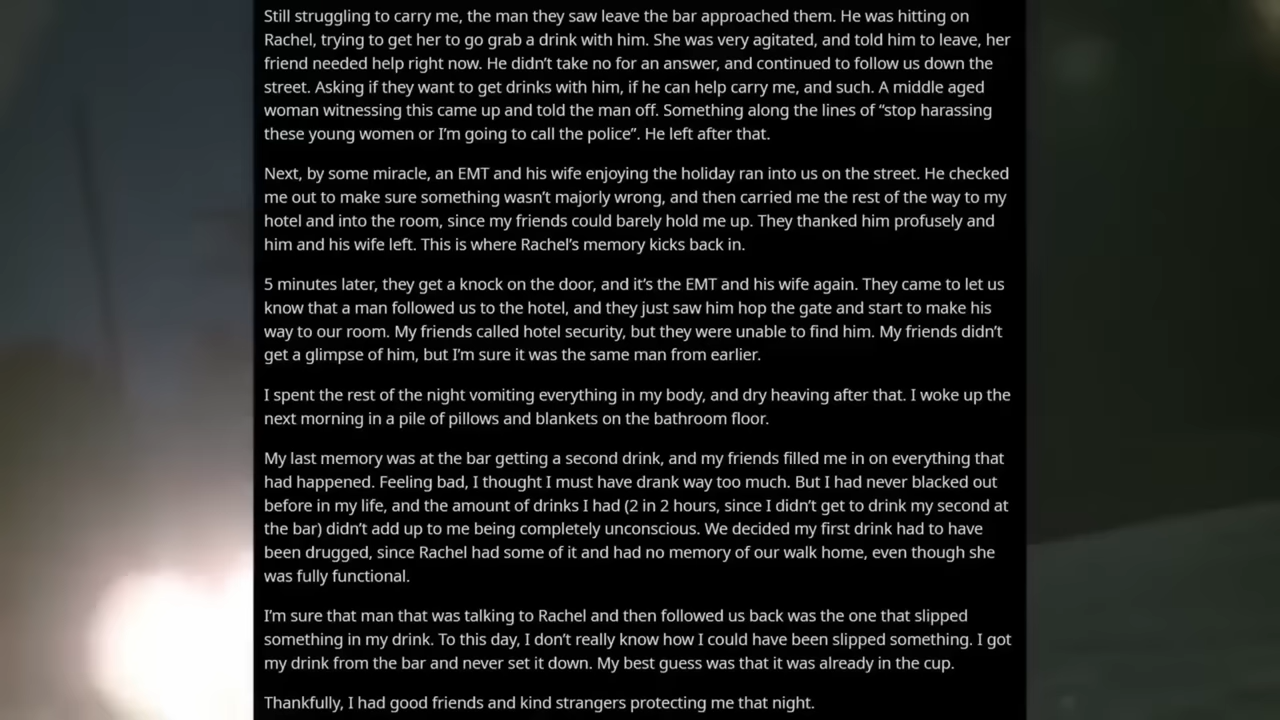 Still struggling to carry me, the man they saw leave the bar approached them. He was hitting on
Rachel, trying to get her to go grab a drink with him. She was very agitated, and told him to leave, her
friend needed help right now. He didn’t take no for an answer, and continued to follow us down the
street. Asking if they want to get drinks with him, if he can help carry me, and such. A middle aged
woman witnessing this came up and told the man off. Something along the lines of “stop harassing
these young women or I’m going to call the police”. He left after that.
Next, by some miracle, an EMT and his wife enjoying the holiday ran into us on the street. He checked
me out to make sure something wasn’t majorly wrong, and then carried me the rest of the way to my
hotel and into the room, since my friends could barely hold me up. They thanked him profusely and
him and his wife left. This is where Rachel’s memory kicks back in.
5 minutes later, they get a knock on the door, and it’s the EMT and his wife again. They came to let us
know that a man followed us to the hotel, and they just saw him hop the gate and start to make his
way to our room. My friends called hotel security, but they were unable to find him. My friends didn’t
get a glimpse of him, but I’m sure it was the same man from earlier.
I spent the rest of the night vomiting everything in my body, and dry heaving after that. I woke up the
next morning in a pile of pillows and blankets on the bathroom floor.
My last memory was at the bar getting a second drink, and my friends filled me in on everything that
had happened. Feeling bad, I thought I must have drank way too much. But I had never blacked out
before in my life, and the amount of drinks I had (2 in 2 hours, since I didn’t get to drink my second at
the bar) didn’t add up to me being completely unconscious. We decided my first drink had to have
been drugged, since Rachel had some of it and had no memory of our walk home, even though she
was fully functional.
I’m sure that man that was talking to Rachel and then followed us back was the one that slipped
something in my drink. To this day, I don’t really know how I could have been slipped something. I got
my drink from the bar and never set it down. My best guess was that it was already in the cup.
Thankfully, I had good friends and kind strangers protecting me that night.